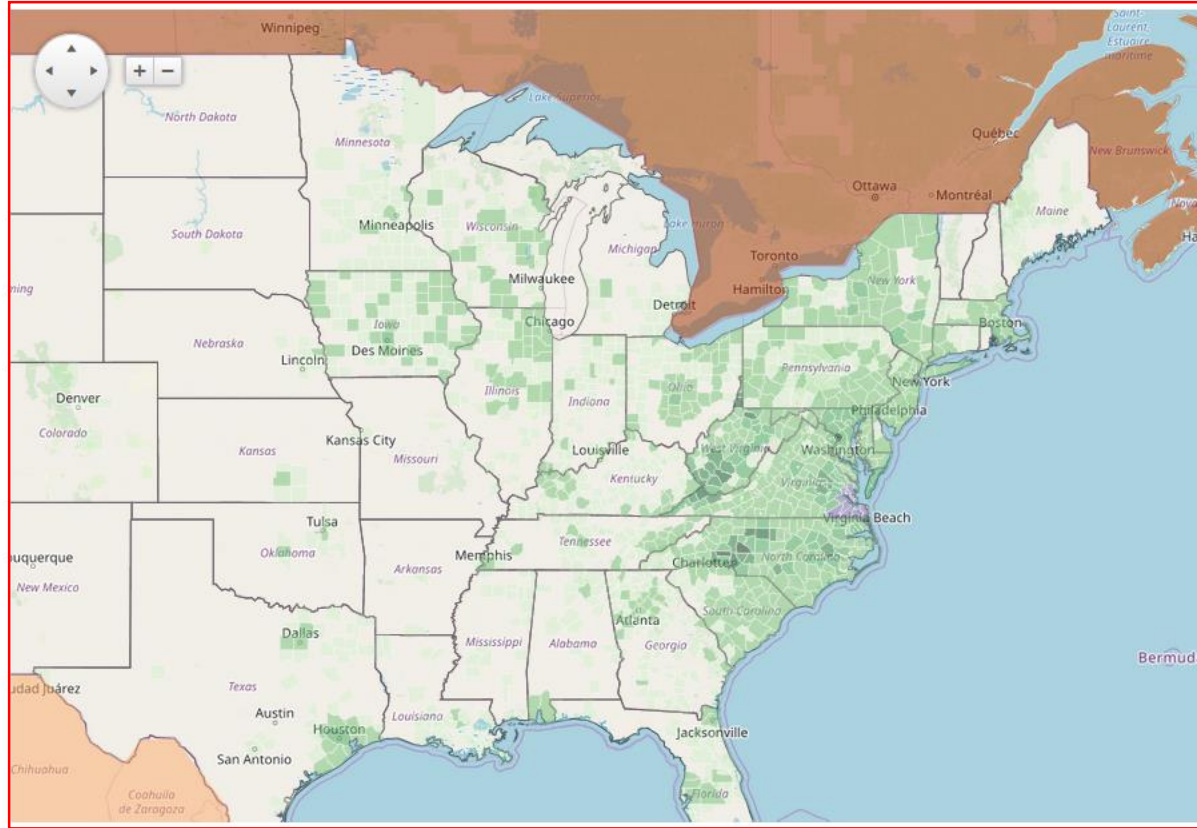 Winnipeg
Saint-
Laurent,
Estuaire
maritime
+ −
North Dakota
Minnesota
Lake Superior
Québec
New Brunswick
Ottawa
Montréal
Maine
Minneapolis
Wisconsin
Lake Huron
South Dakota
Michigan
Toronto
Hamilton
New York
Milwaukee
Detroit
Chicago
Boston
Iowa
Des Moines
Nebraska
Lincoln
Illinois
Indiana
Ohio
Pennsylvania
New York
Philadelphia
Denver
Colorado
Kansas
Kansas City
Missouri
Louisville
Kentucky
West Virginia
Washington
Virginia
Virginia Beach
Tulsa
Oklahoma
Arkansas
Memphis
Tennessee
Charlotte
North Carolina
South Carolina
uquerque
New Mexico
Dallas
Mississippi
Alabama
Atlanta
Georgia
Bermuda
udad Juárez
Texas
Austin
Houston
San Antonio
Louisiana
Jacksonville
Florida
Chihuahua
Coahuila
de Zaragoza